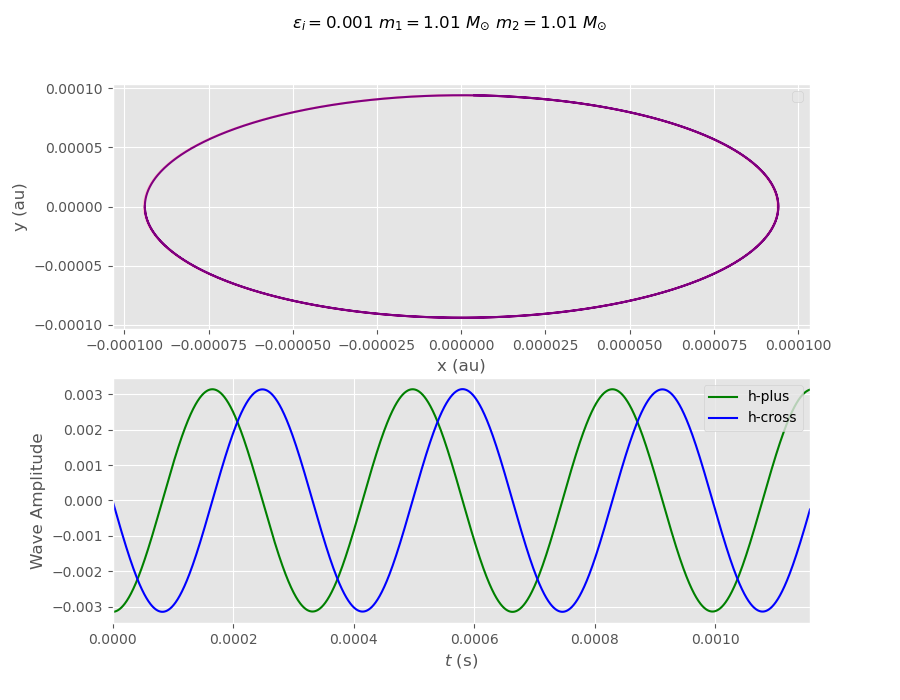 εᵢ = 0.001 m₁ = 1.01 M⊙ m₂ = 1.01 M⊙
0.00010
0.00005
0.00000
−0.00005
−0.00010
y (au)
−0.000100 −0.000075 −0.000050 −0.000025 0.000000 0.000025 0.000050 0.000075 0.000100
x (au)
0.003
0.002
0.001
0.000
−0.001
−0.002
−0.003
Wave Amplitude
h-plus
h-cross
0.0000 0.0002 0.0004 0.0006 0.0008 0.0010
t (s)